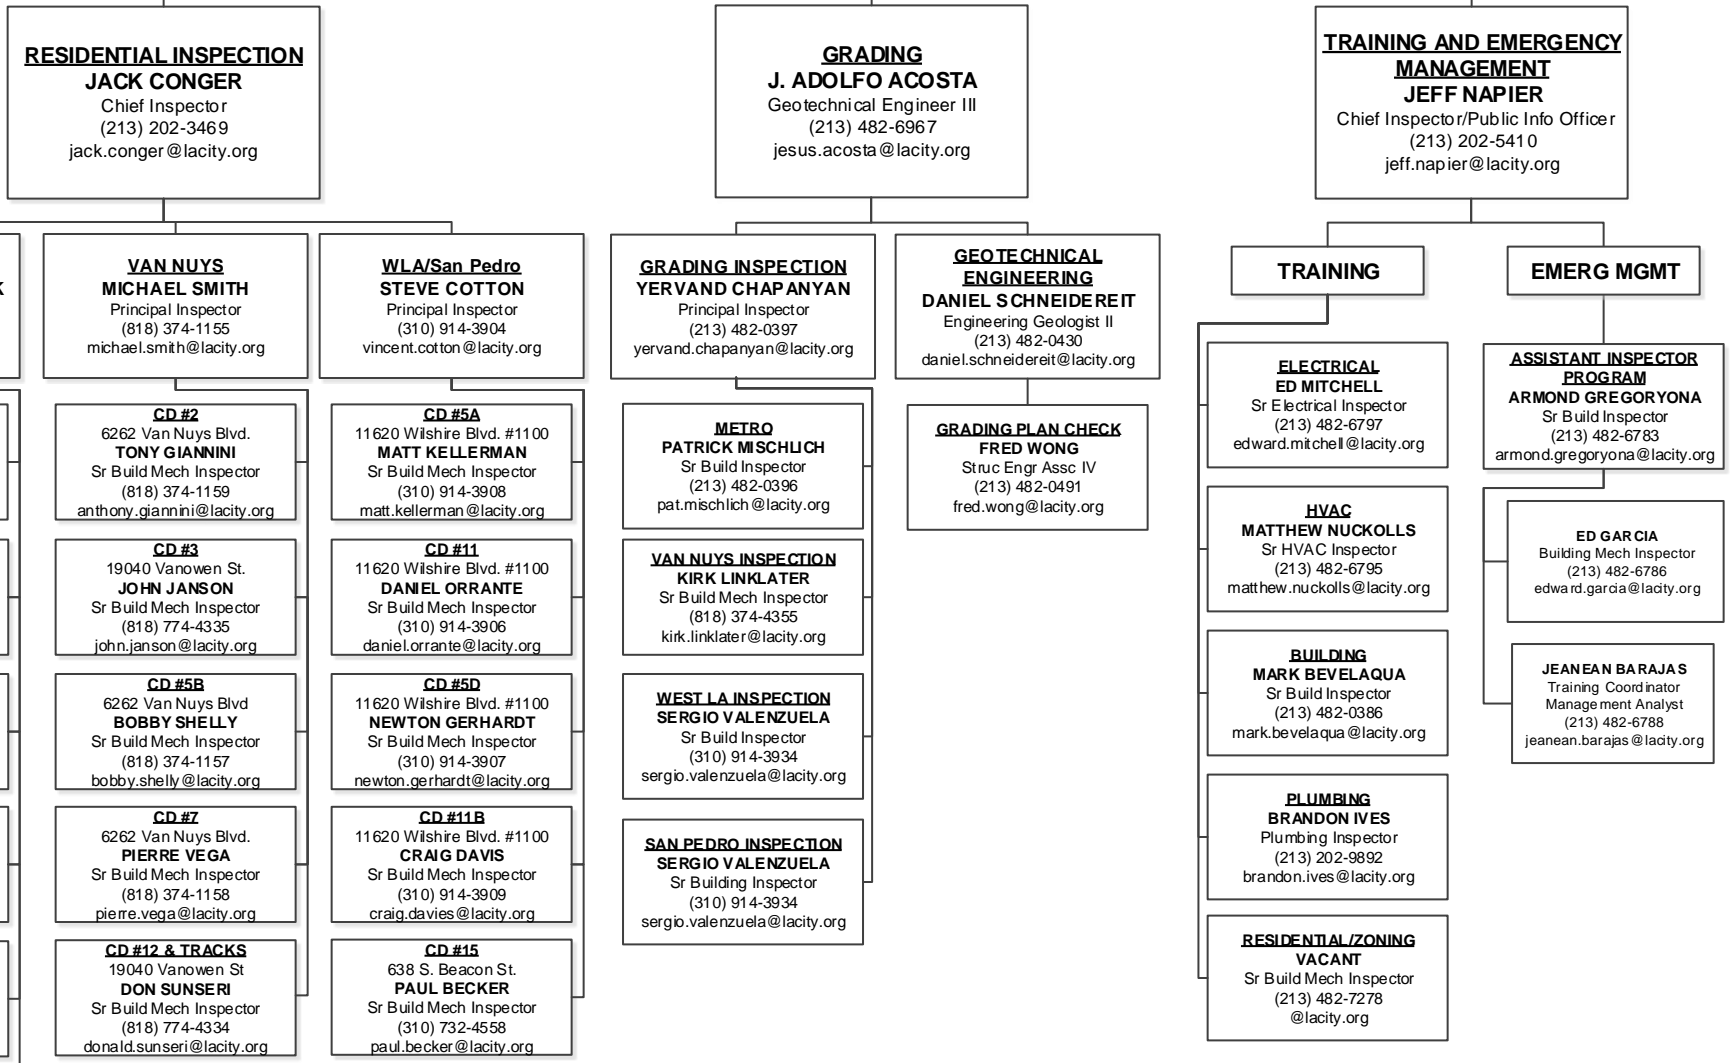 RESIDENTIAL INSPECTION
JACK CONGER
Chief Inspector
(213) 202-3469
jack.conger@lacity.org
GRADING
J. ADOLFO ACOSTA
Geotechnical Engineer III
(213) 482-6967
jesus.acosta@lacity.org
TRAINING AND EMERGENCY
MANAGEMENT
JEFF NAPIER
Chief Inspector/Public Info Officer
(213) 202-5410
jeff.napier@lacity.org
VAN NUYS
MICHAEL SMITH
Principal Inspector
(818) 374-1155
michael.smith@lacity.org
CD #2
6262 Van Nuys Blvd.
TONY GIANNINI
Sr Build Mech Inspector
(818) 374-1159
anthony.giannini@lacity.org
CD #3
19040 Vanowen St.
JOHN JANSON
Sr Build Mech Inspector
(818) 774-4335
john.janson@lacity.org
CD #5B
6262 Van Nuys Blvd
BOBBY SHELLY
Sr Build Mech Inspector
(818) 374-1157
bobby.shelly@lacity.org
CD #7
6262 Van Nuys Blvd.
PIERRE VEGA
Sr Build Mech Inspector
(818) 374-1158
pierre.vega@lacity.org
CD #12 & TRACKS
19040 Vanowen St
DON SUNSERI
Sr Build Mech Inspector
(818) 774-4334
donald.sunseri@lacity.org
WLA/San Pedro
STEVE COTTON
Principal Inspector
(310) 914-3904
vincent.cotton@lacity.org
CD #5A
11620 Wilshire Blvd. #1100
MATT KELLERMAN
Sr Build Mech Inspector
(310) 914-3908
matt.kellerman@lacity.org
CD #11
11620 Wilshire Blvd. #1100
DANIEL ORRANTE
Sr Build Mech Inspector
(310) 914-3906
daniel.orrante@lacity.org
CD #5D
11620 Wilshire Blvd. #1100
NEWTON GERHARDT
Sr Build Mech Inspector
(310) 914-3907
newton.gerhardt@lacity.org
CD #11B
11620 Wilshire Blvd. #1100
CRAIG DAVIS
Sr Build Mech Inspector
(310) 914-3909
craig.davies@lacity.org
CD #15
638 S. Beacon St.
PAUL BECKER
Sr Build Mech Inspector
(310) 732-4558
paul.becker@lacity.org
GRADING INSPECTION
YERVAND CHAPANYAN
Principal Inspector
(213) 482-0397
yervand.chapanyan@lacity.org
METRO
PATRICK MISCHLICH
Sr Build Inspector
(213) 482-0396
pat.mischlich@lacity.org
VAN NUYS INSPECTION
KIRK LINKLATER
Sr Build Mech Inspector
(818) 374-4355
kirk.linklater@lacity.org
WEST LA INSPECTION
SERGIO VALENZUELA
Sr Build Inspector
(310) 914-3934
sergio.valenzuela@lacity.org
SAN PEDRO INSPECTION
SERGIO VALENZUELA
Sr Building Inspector
(310) 914-3934
sergio.valenzuela@lacity.org
GEOTECHNICAL
ENGINEERING
DANIEL SCHNEIDEREIT
Engineering Geologist II
(213) 482-0430
daniel.schneidereit@lacity.org
GRADING PLAN CHECK
FRED WONG
Struc Engr Assc IV
(213) 482-0491
fred.wong@lacity.org
TRAINING
ELECTRICAL
ED MITCHELL
Sr Electrical Inspector
(213) 482-6797
edward.mitchell@lacity.org
HVAC
MATTHEW NUCKOLLS
Sr HVAC Inspector
(213) 482-6795
matthew.nuckolls@lacity.org
BUILDING
MARK BEVELAQUA
Sr Build Inspector
(213) 482-0386
mark.bevelaqua@lacity.org
PLUMBING
BRANDON IVES
Plumbing Inspector
(213) 202-9892
brandon.ives@lacity.org
RESIDENTIAL/ZONING
VACANT
Sr Build Mech Inspector
(213) 482-7278
@lacity.org
EMERG MGMT
ASSISTANT INSPECTOR
PROGRAM
ARMOND GREGORYONA
Sr Build Inspector
(213) 482-6783
armond.gregoryona@lacity.org
ED GARCIA
Building Mech Inspector
(213) 482-6786
edward.garcia@lacity.org
JEANEAN BARAJAS
Training Coordinator
Management Analyst
(213) 482-6788
jeanean.barajas@lacity.org